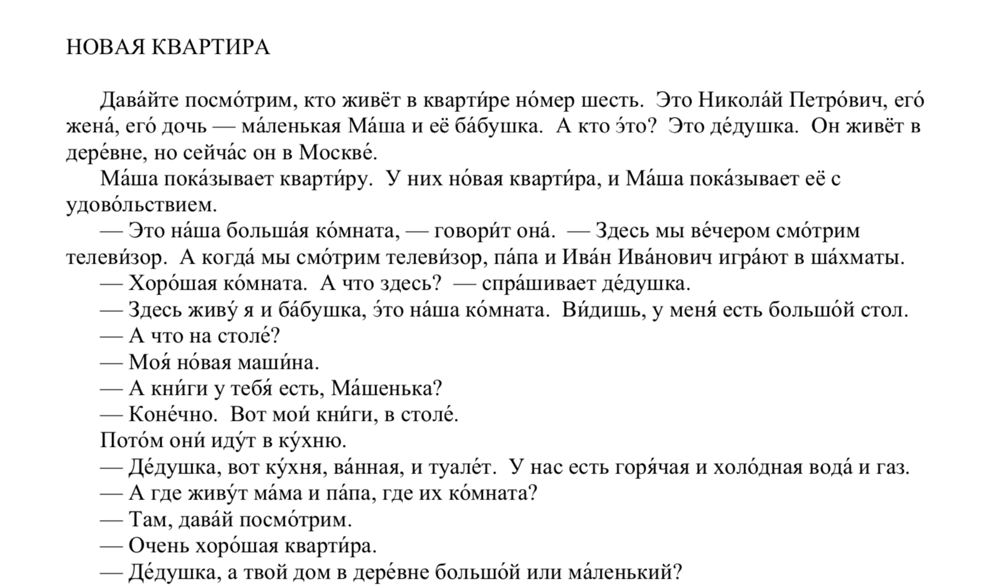 НОВАЯ КВАРТИРА
Дава́йте посмо́трим, кто живёт в кварти́ре но́мер шесть.  Это Никола́й Петро́вич, его́
жена́, его́ дочь — ма́ленькая Ма́ша и её ба́бушка.  А кто э́то?  Это де́душка.  Он живёт в
дере́вне, но сейча́с он в Москве́.
Ма́ша пока́зывает кварти́ру.  У них но́вая кварти́ра, и Ма́ша пока́зывает её с
удово́льствием.
— Это на́ша больша́я ко́мната, — говори́т она́.  — Здесь мы ве́чером смо́трим
телеви́зор.  А когда́ мы смо́трим телеви́зор, па́па и Ива́н Ива́нович игра́ют в ша́хматы.
— Хоро́шая ко́мната.  А что здесь?  — спра́шивает де́душка.
— Здесь живу́ я и ба́бушка, э́то на́ша ко́мната.  Ви́дишь, у меня́ есть большо́й стол.
— А что на столе́?
— Моя́ но́вая маши́на.
— А кни́ги у тебя́ есть, Ма́шенька?
— Коне́чно.  Вот мои́ кни́ги, в столе́.
Пото́м они́ иду́т в ку́хню.
— Де́душка, вот ку́хня, ва́нная, и туале́т.  У нас есть горя́чая и холо́дная вода́ и газ.
— А где живу́т ма́ма и па́па, где их ко́мната?
— Там, дава́й посмо́трим.
— Очень хоро́шая кварти́ра.
— Де́душка, а твой дом в дере́вне большо́й или ма́ленький?